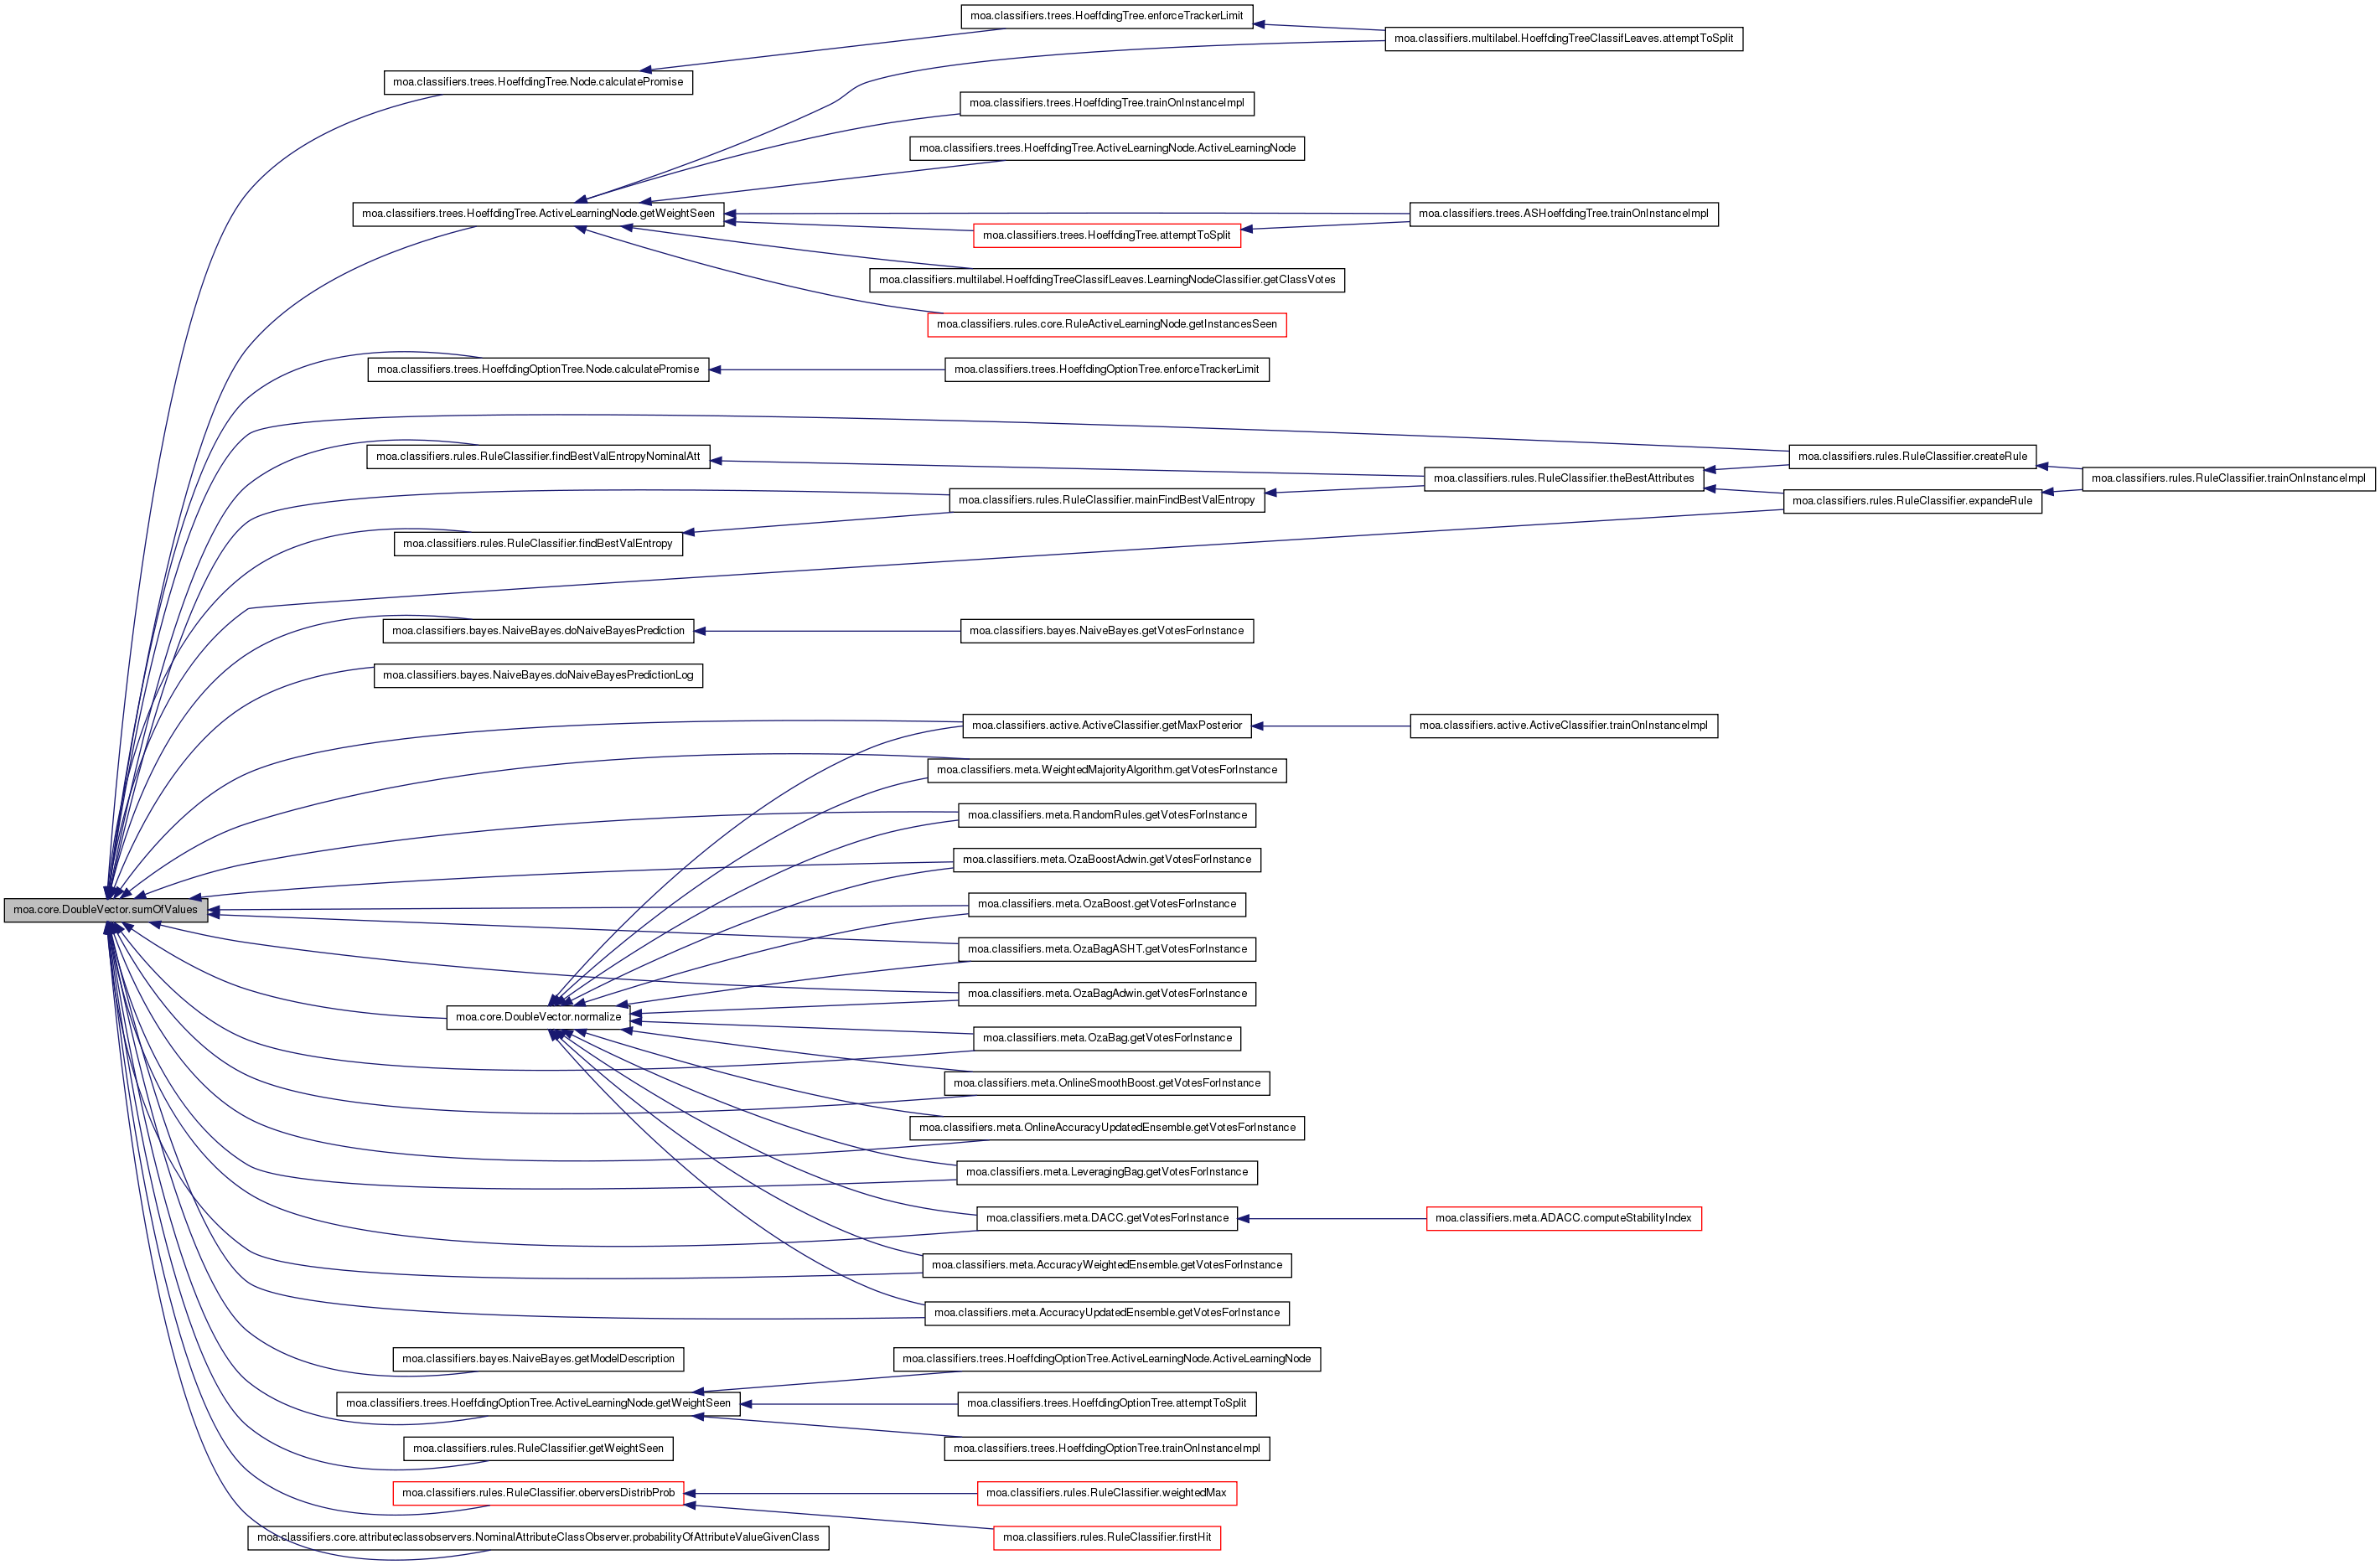 moa.classifiers.trees.HoeffdingTree.enforceTrackerLimit
moa.classifiers.multilabel.HoeffdingTreeClassifLeaves.attemptToSplit
moa.classifiers.trees.HoeffdingTree.Node.calculatePromise
moa.classifiers.trees.HoeffdingTree.trainOnInstanceImpl
moa.classifiers.trees.HoeffdingTree.ActiveLearningNode.ActiveLearningNode
moa.classifiers.trees.HoeffdingTree.ActiveLearningNode.getWeightSeen
moa.classifiers.trees.ASHoeffdingTree.trainOnInstanceImpl
moa.classifiers.trees.HoeffdingTree.attemptToSplit
moa.classifiers.multilabel.HoeffdingTreeClassifLeaves.LearningNodeClassifier.getClassVotes
moa.classifiers.rules.core.RuleActiveLearningNode.getInstancesSeen
moa.classifiers.trees.HoeffdingOptionTree.Node.calculatePromise
moa.classifiers.trees.HoeffdingOptionTree.enforceTrackerLimit
moa.classifiers.rules.RuleClassifier.findBestValEntropyNominalAtt
moa.classifiers.rules.RuleClassifier.createRule
moa.classifiers.rules.RuleClassifier.theBestAttributes
moa.classifiers.rules.RuleClassifier.trainOnInstanceImpl
moa.classifiers.rules.RuleClassifier.mainFindBestValEntropy
moa.classifiers.rules.RuleClassifier.expandeRule
moa.classifiers.rules.RuleClassifier.findBestValEntropy
moa.classifiers.bayes.NaiveBayes.doNaiveBayesPrediction
moa.classifiers.bayes.NaiveBayes.getVotesForInstance
moa.classifiers.bayes.NaiveBayes.doNaiveBayesPredictionLog
moa.classifiers.active.ActiveClassifier.getMaxPosterior
moa.classifiers.active.ActiveClassifier.trainOnInstanceImpl
moa.classifiers.meta.WeightedMajorityAlgorithm.getVotesForInstance
moa.classifiers.meta.RandomRules.getVotesForInstance
moa.classifiers.meta.OzaBoostAdwin.getVotesForInstance
moa.core.DoubleVector.sumOfValues
moa.classifiers.meta.OzaBoost.getVotesForInstance
moa.classifiers.meta.OzaBagASHT.getVotesForInstance
moa.classifiers.meta.OzaBagAdwin.getVotesForInstance
moa.core.DoubleVector.normalize
moa.classifiers.meta.OzaBag.getVotesForInstance
moa.classifiers.meta.OnlineSmoothBoost.getVotesForInstance
moa.classifiers.meta.OnlineAccuracyUpdatedEnsemble.getVotesForInstance
moa.classifiers.meta.LeveragingBag.getVotesForInstance
moa.classifiers.meta.DACC.getVotesForInstance
moa.classifiers.meta.ADACC.computeStabilityIndex
moa.classifiers.meta.AccuracyWeightedEnsemble.getVotesForInstance
moa.classifiers.meta.AccuracyUpdatedEnsemble.getVotesForInstance
moa.classifiers.bayes.NaiveBayes.getModelDescription
moa.classifiers.trees.HoeffdingOptionTree.ActiveLearningNode.ActiveLearningNode
moa.classifiers.trees.HoeffdingOptionTree.ActiveLearningNode.getWeightSeen
moa.classifiers.trees.HoeffdingOptionTree.attemptToSplit
moa.classifiers.rules.RuleClassifier.getWeightSeen
moa.classifiers.trees.HoeffdingOptionTree.trainOnInstanceImpl
moa.classifiers.rules.RuleClassifier.oberversDistribProb
moa.classifiers.rules.RuleClassifier.weightedMax
moa.classifiers.core.attributeclassobservers.NominalAttributeClassObserver.probabilityOfAttributeValueGivenClass
moa.classifiers.rules.RuleClassifier.firstHit